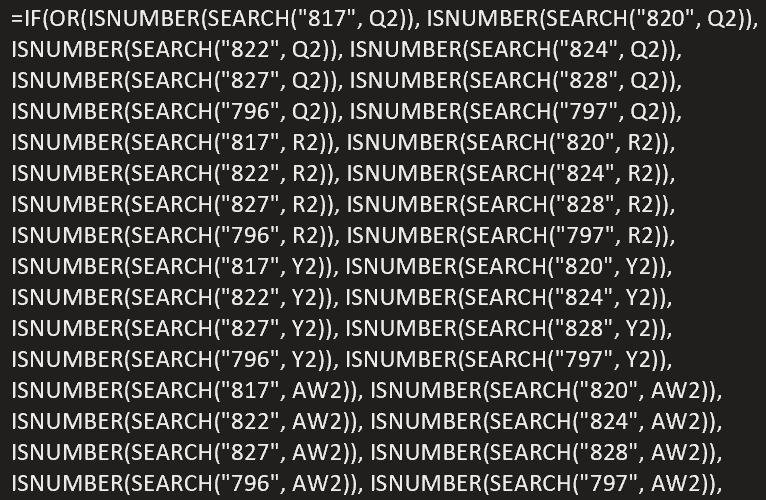 =IF(OR(ISNUMBER(SEARCH("817", Q2)), ISNUMBER(SEARCH("820", Q2)),
ISNUMBER(SEARCH("822", Q2)), ISNUMBER(SEARCH("824", Q2)),
ISNUMBER(SEARCH("827", Q2)), ISNUMBER(SEARCH("828", Q2)),
ISNUMBER(SEARCH("796", Q2)), ISNUMBER(SEARCH("797", Q2)),
ISNUMBER(SEARCH("817", R2)), ISNUMBER(SEARCH("820", R2)),
ISNUMBER(SEARCH("822", R2)), ISNUMBER(SEARCH("824", R2)),
ISNUMBER(SEARCH("827", R2)), ISNUMBER(SEARCH("828", R2)),
ISNUMBER(SEARCH("796", R2)), ISNUMBER(SEARCH("797", R2)),
ISNUMBER(SEARCH("817", Y2)), ISNUMBER(SEARCH("820", Y2)),
ISNUMBER(SEARCH("822", Y2)), ISNUMBER(SEARCH("824", Y2)),
ISNUMBER(SEARCH("827", Y2)), ISNUMBER(SEARCH("828", Y2)),
ISNUMBER(SEARCH("796", Y2)), ISNUMBER(SEARCH("797", Y2)),
ISNUMBER(SEARCH("817", AW2)), ISNUMBER(SEARCH("820", AW2)),
ISNUMBER(SEARCH("822", AW2)), ISNUMBER(SEARCH("824", AW2)),
ISNUMBER(SEARCH("827", AW2)), ISNUMBER(SEARCH("828", AW2)),
ISNUMBER(SEARCH("796", AW2)), ISNUMBER(SEARCH("797", AW2)),